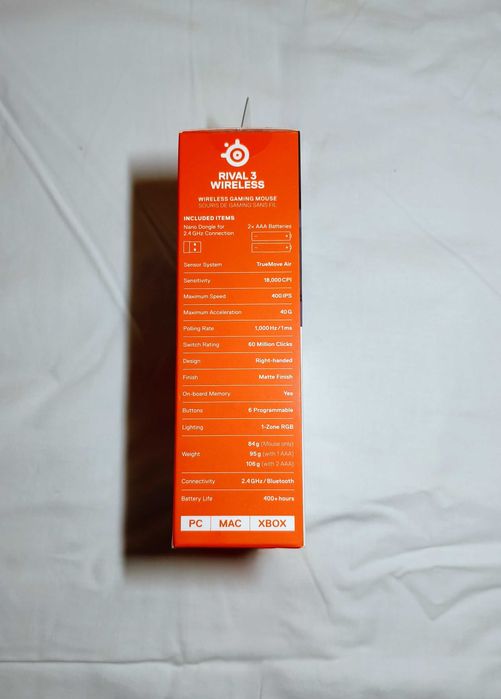 RIVAL 3
WIRELESS
WIRELESS GAMING MOUSE
SOURIS DE GAMING SANS FIL
INCLUDED ITEMS
Nano Dongle for 2× AAA Batteries
2.4 GHz Connection
Sensor System TrueMove Air
Sensitivity 18,000 CPI
Maximum Speed 400 IPS
Maximum Acceleration 40 G
Polling Rate 1,000 Hz / 1 ms
Switch Rating 60 Million Clicks
Design Right-handed
Finish Matte Finish
On-board Memory Yes
Buttons 6 Programmable
Lighting 1-Zone RGB
84 g (Mouse only)
Weight 95 g (with 1 AAA)
106 g (with 2 AAA)
Connectivity 2.4 GHz / Bluetooth
Battery Life 400+ hours
PC MAC XBOX